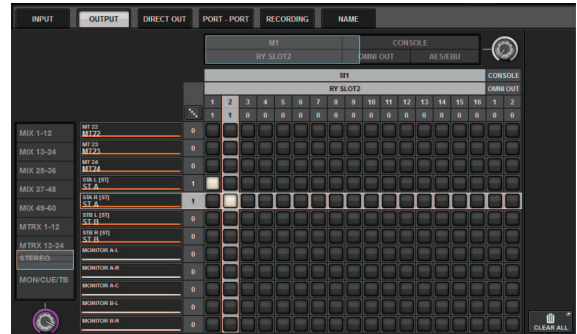 INPUT OUTPUT DIRECT OUT PORT - PORT RECORDING NAME
M1 CONSOLE
RY SLOT2 OMNI OUT AES/EBU
M1 CONSOLE
RY SLOT2 OMNI OUT
1 2 3 4 5 6 7 8 9 10 11 12 13 14 15 16 1 2
1 1 0 0 0 0 0 0 0 0 0 0 0 0 0 0 0 0
MIX 1-12
MIX 13-24
MIX 25-36
MIX 37-48
MIX 49-60
MTRX 1-12
MTRX 13-24
STEREO
MON/CUE/TB
MT 22
MT22 0
MT 23
MT23 0
MT 24
MT24 0
STA L [ST]
ST A 1
STA R [ST]
ST A 1
STB L [ST]
ST B 0
STB R [ST]
ST B 0
MONITOR A-L 0
MONITOR A-R 0
MONITOR A-C 0
MONITOR B-L 0
MONITOR B-R 0
CLEAR ALL